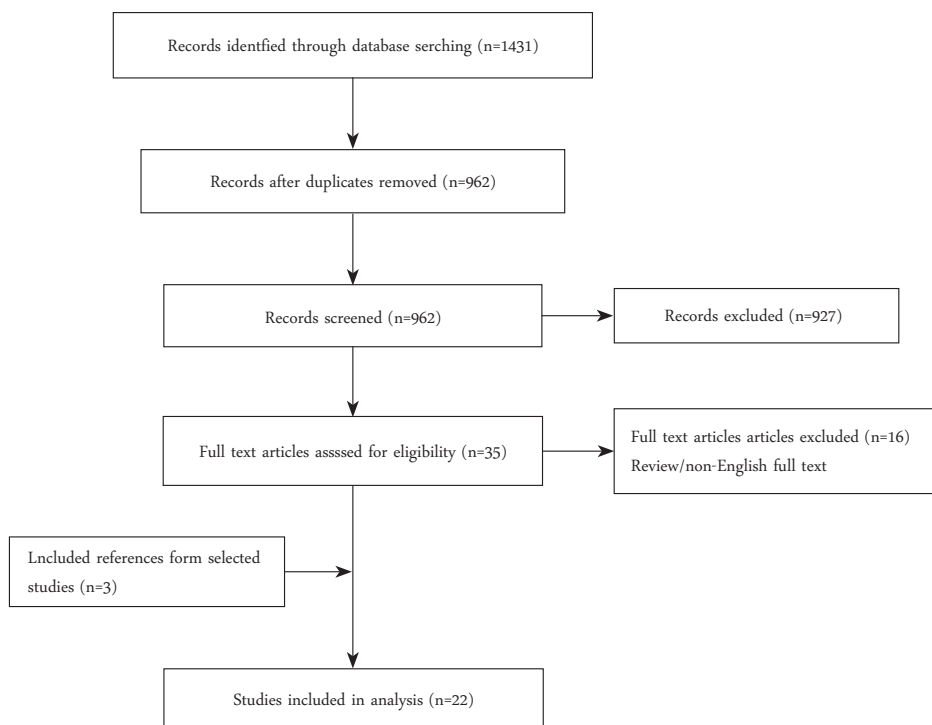 Records identfied through database serching (n=1431)
Records after duplicates removed (n=962)
Records screened (n=962)
Records excluded (n=927)
Full text articles assssed for eligibility (n=35)
Full text articles articles excluded (n=16)
Review/non-English full text
Lncluded references form selected
studies (n=3)
Studies included in analysis (n=22)